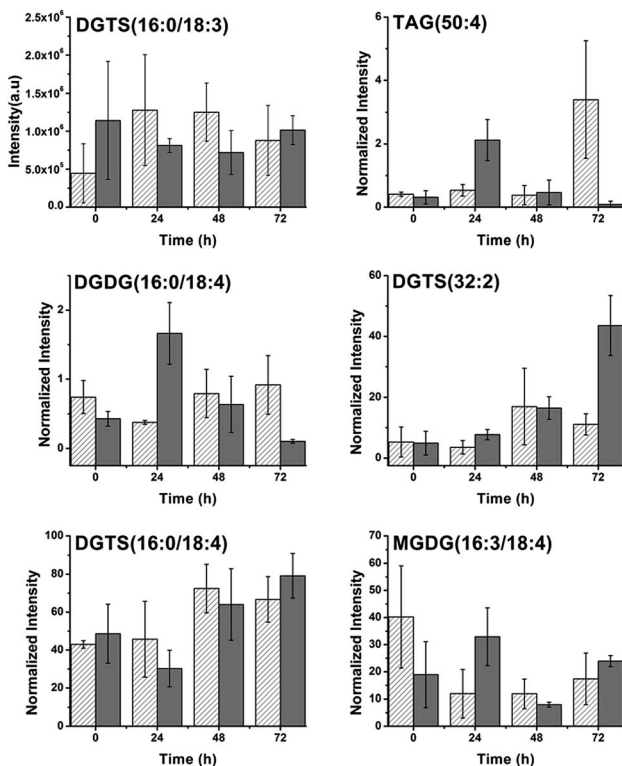 DGTS(16:0/18:3)
Intensity(a.u)
2.5x10⁶
2.0x10⁶
1.5x10⁶
1.0x10⁶
5.0x10⁵
0.0
0 24 48 72
Time (h)
TAG(50:4)
Normalized Intensity
6
4
2
0
0 24 48 72
Time (h)
DGDG(16:0/18:4)
Normalized Intensity
2
1
0
0 24 48 72
Time (h)
DGTS(32:2)
Normalized Intensity
60
40
20
0
0 24 48 72
Time (h)
DGTS(16:0/18:4)
Normalized Intensity
100
80
60
40
20
0
0 24 48 72
Time (h)
MGDG(16:3/18:4)
Normalized Intensity
70
60
50
40
30
20
10
0
0 24 48 72
Time (h)